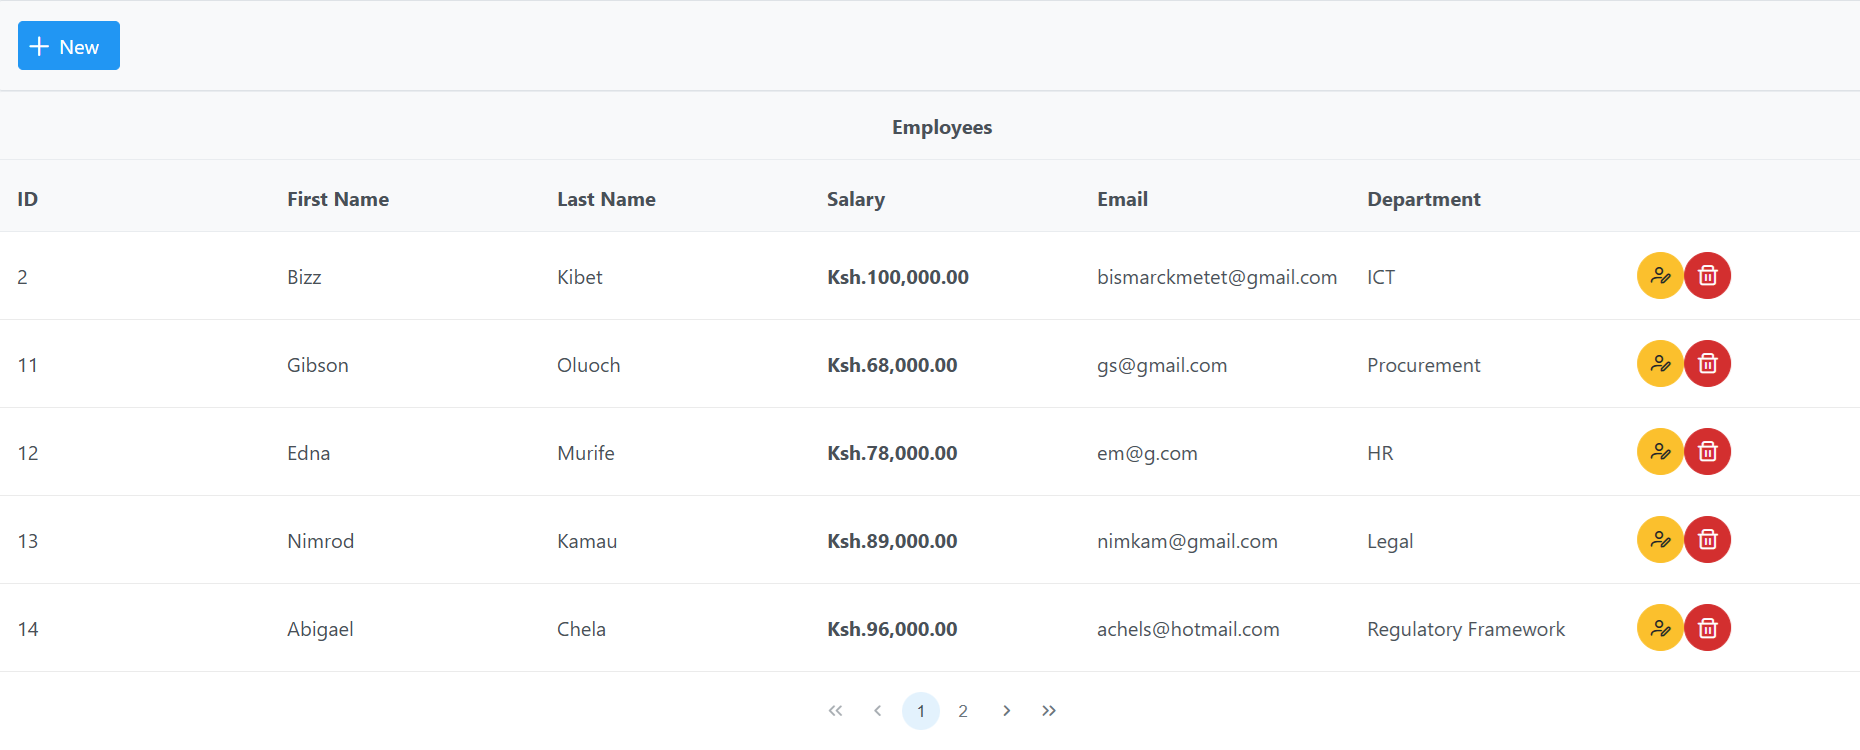 New
Employees
ID First Name Last Name Salary Email Department
2 Bizz Kibet Ksh.100,000.00 bismarckmetet@gmail.com ICT
11 Gibson Oluoch Ksh.68,000.00 gs@gmail.com Procurement
12 Edna Murife Ksh.78,000.00 em@g.com HR
13 Nimrod Kamau Ksh.89,000.00 nimkam@gmail.com Legal
14 Abigael Chela Ksh.96,000.00 achels@hotmail.com Regulatory Framework
1 2